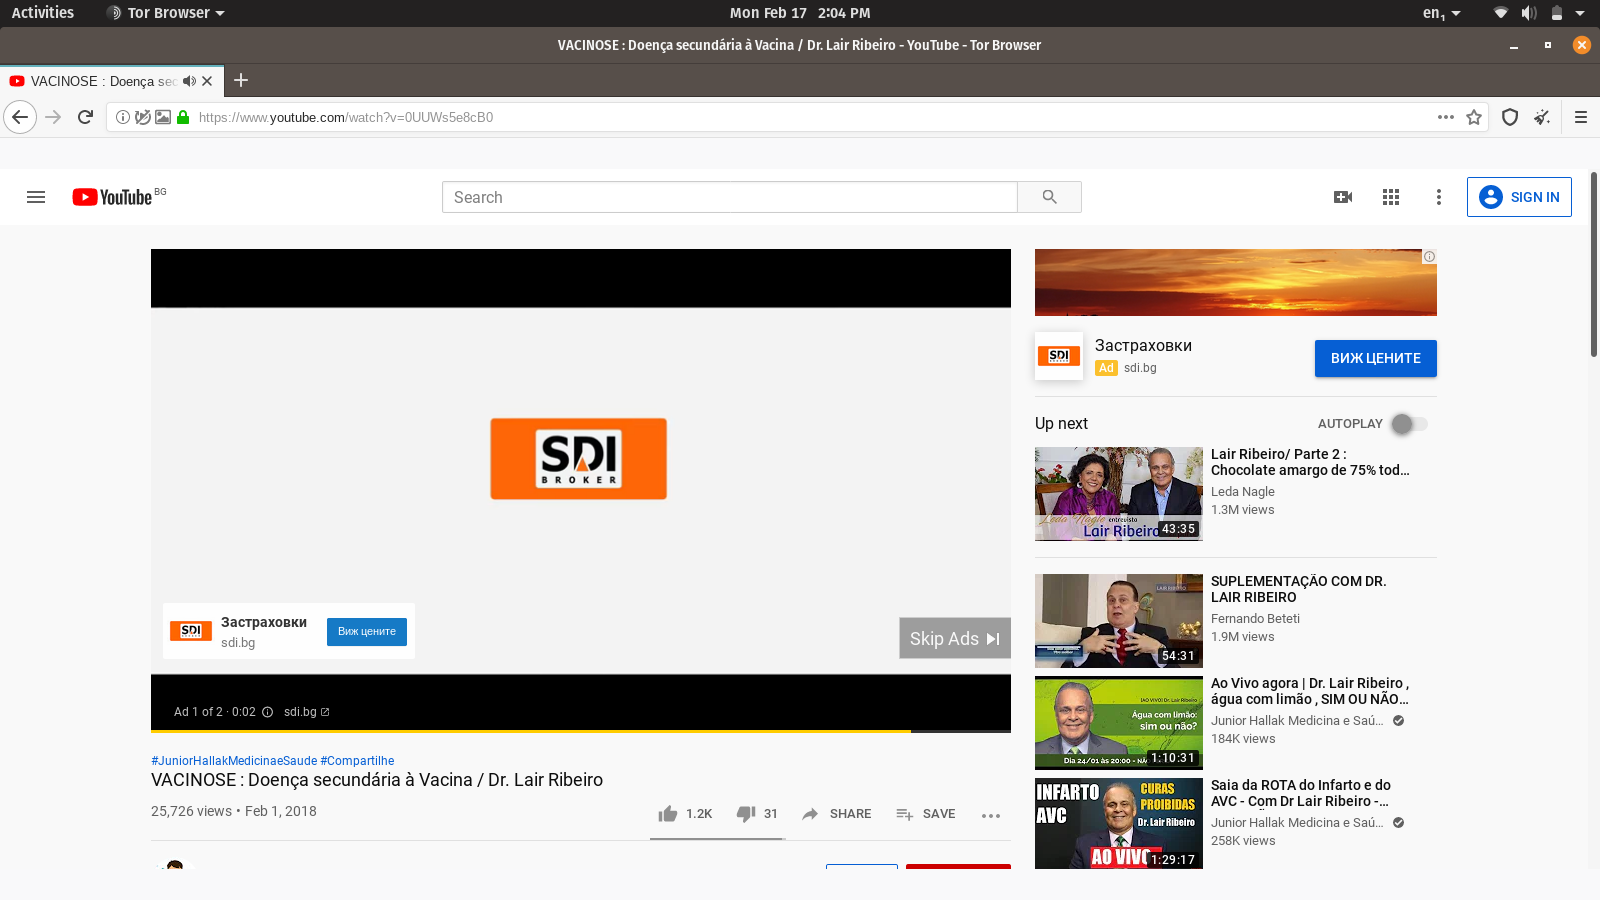 Activities
Tor Browser
Mon Feb 17 2:04 PM
en1
VACINOSE : Doença secundária à Vacina / Dr. Lair Ribeiro - YouTube - Tor Browser
VACINOSE : Doença sec
https://www.youtube.com/watch?v=0UUWs5e8cB0
YouTube BG
Search
SIGN IN
SDI
BROKER
Застраховки
sdi.bg
Виж цените
Skip Ads
Ad 1 of 2 · 0:02
sdi.bg
#JuniorHallakMedicinaeSaude #Compartilhe
VACINOSE : Doença secundária à Vacina / Dr. Lair Ribeiro
25,726 views • Feb 1, 2018
1.2K
31
SHARE
SAVE
SDI
Застраховки
Ad sdi.bg
ВИЖ ЦЕНИТЕ
Up next
AUTOPLAY
Leda Nagle entrevista
Lair Ribeiro
43:35
Lair Ribeiro/ Parte 2 :
Chocolate amargo de 75% tod...
Leda Nagle
1.3M views
LAIR RIBEIRO
54:31
SUPLEMENTAÇÃO COM DR.
LAIR RIBEIRO
Fernando Beteti
1.9M views
[AO VIVO] Dr. Lair Ribeiro
Água com limão:
sim ou não?
Dia 24/01 às 20:00 - NÃ
1:10:31
Ao Vivo agora | Dr. Lair Ribeiro ,
água com limão , SIM OU NÃO...
Junior Hallak Medicina e Saú...
184K views
INFARTO
AVC
CURAS
PROIBIDAS
Dr. Lair Ribeiro
AO VIVO
1:29:17
Saia da ROTA do Infarto e do
AVC - Com Dr Lair Ribeiro -...
Junior Hallak Medicina e Saú...
258K views